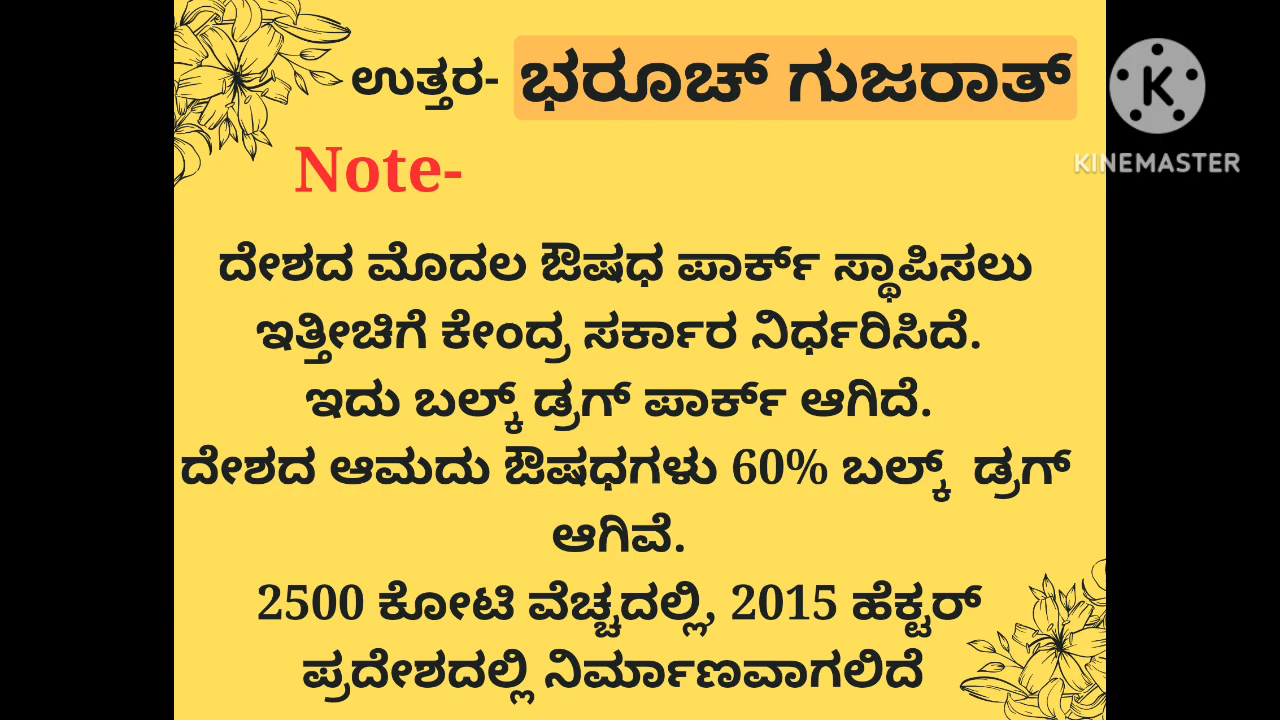 ಉತ್ತರ- ಭರೂಚ್ ಗುಜರಾತ್
K
KINEMASTER
Note-
ದೇಶದ ಮೊದಲ ಔಷಧ ಪಾರ್ಕ್ ಸ್ಥಾಪಿಸಲು
ಇತ್ತೀಚಿಗೆ ಕೇಂದ್ರ ಸರ್ಕಾರ ನಿರ್ಧರಿಸಿದೆ.
ಇದು ಬಲ್ಕ್ ಡ್ರಗ್ ಪಾರ್ಕ್ ಆಗಿದೆ.
ದೇಶದ ಆಮದು ಔಷಧಗಳು 60% ಬಲ್ಕ್ ಡ್ರಗ್
ಆಗಿವೆ.
2500 ಕೋಟಿ ವೆಚ್ಚದಲ್ಲಿ, 2015 ಹೆಕ್ಟರ್
ಪ್ರದೇಶದಲ್ಲಿ ನಿರ್ಮಾಣವಾಗಲಿದೆ